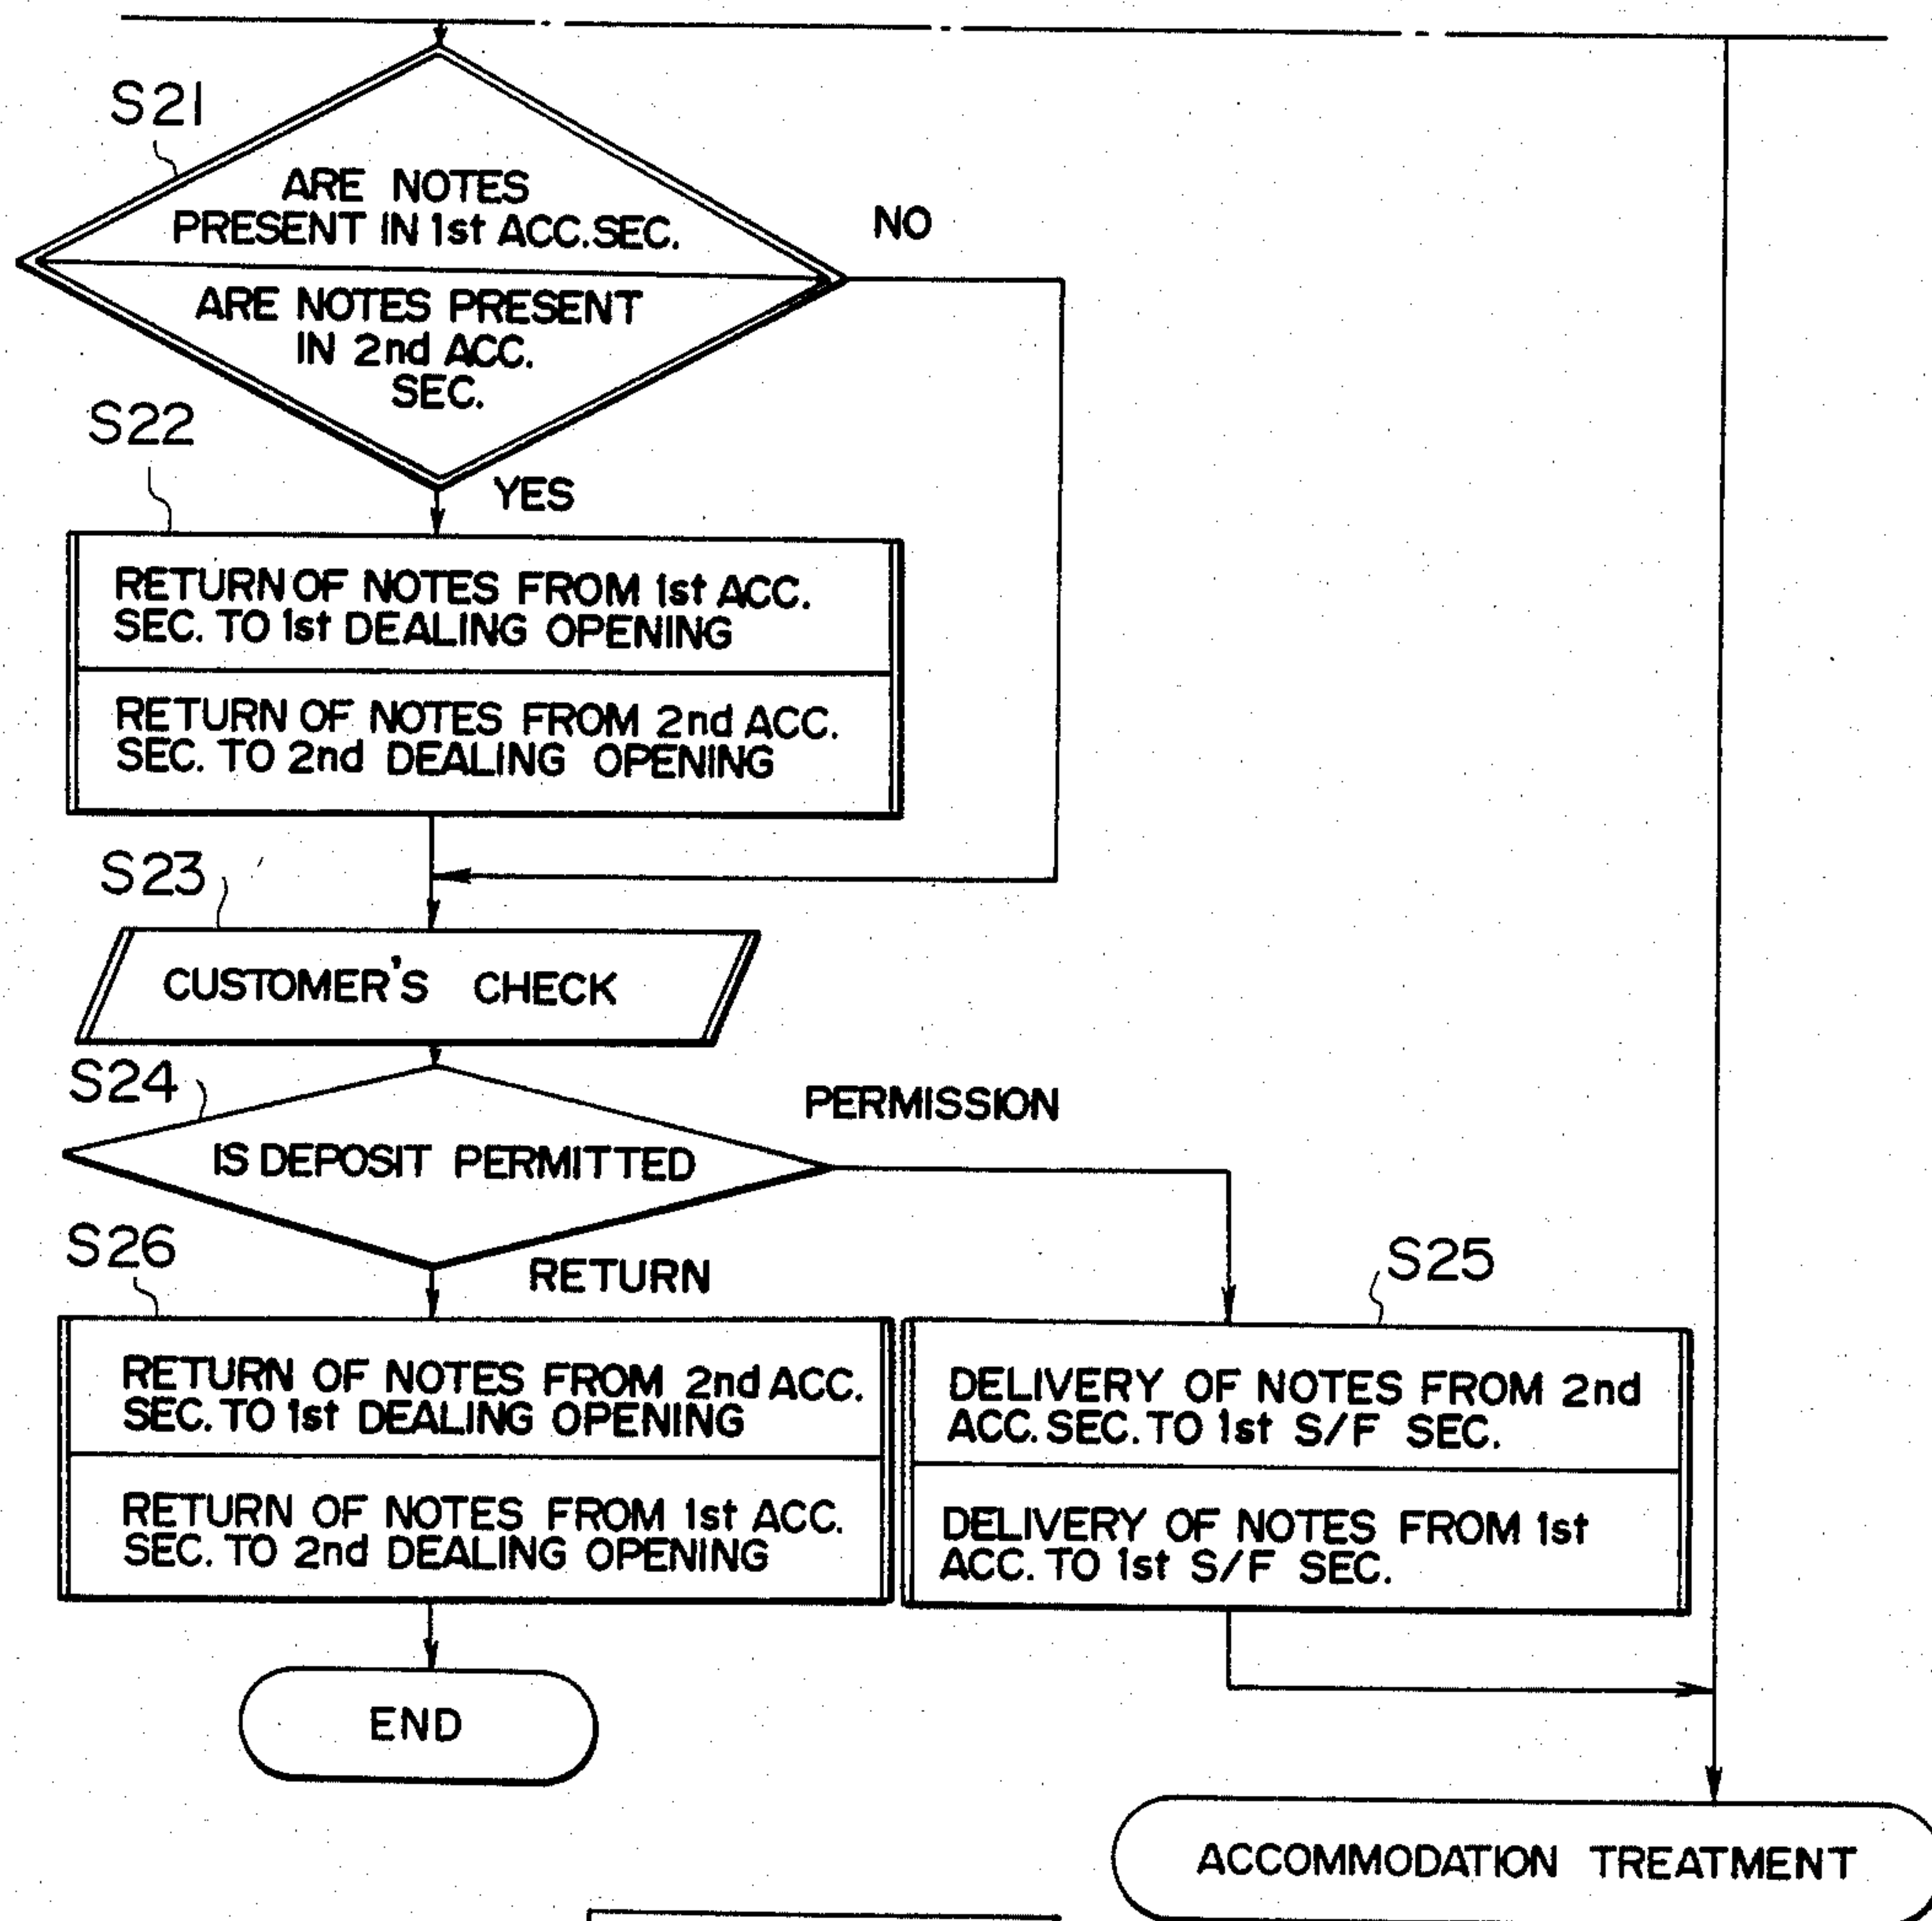 S21
ARE NOTES
PRESENT IN 1st ACC.SEC.
NO
ARE NOTES PRESENT
IN 2nd ACC.
SEC.
S22
YES
RETURN OF NOTES FROM 1st ACC.
SEC. TO 1st DEALING OPENING
RETURN OF NOTES FROM 2nd ACC.
SEC. TO 2nd DEALING OPENING
S23
CUSTOMER'S CHECK
S24
PERMISSION
IS DEPOSIT PERMITTED
S26
RETURN
S25
RETURN OF NOTES FROM 2nd ACC.
SEC. TO 1st DEALING OPENING
RETURN OF NOTES FROM 1st ACC.
SEC. TO 2nd DEALING OPENING
DELIVERY OF NOTES FROM 2nd
ACC. SEC. TO 1st S/F SEC.
DELIVERY OF NOTES FROM 1st
ACC. TO 1st S/F SEC.
END
ACCOMMODATION TREATMENT